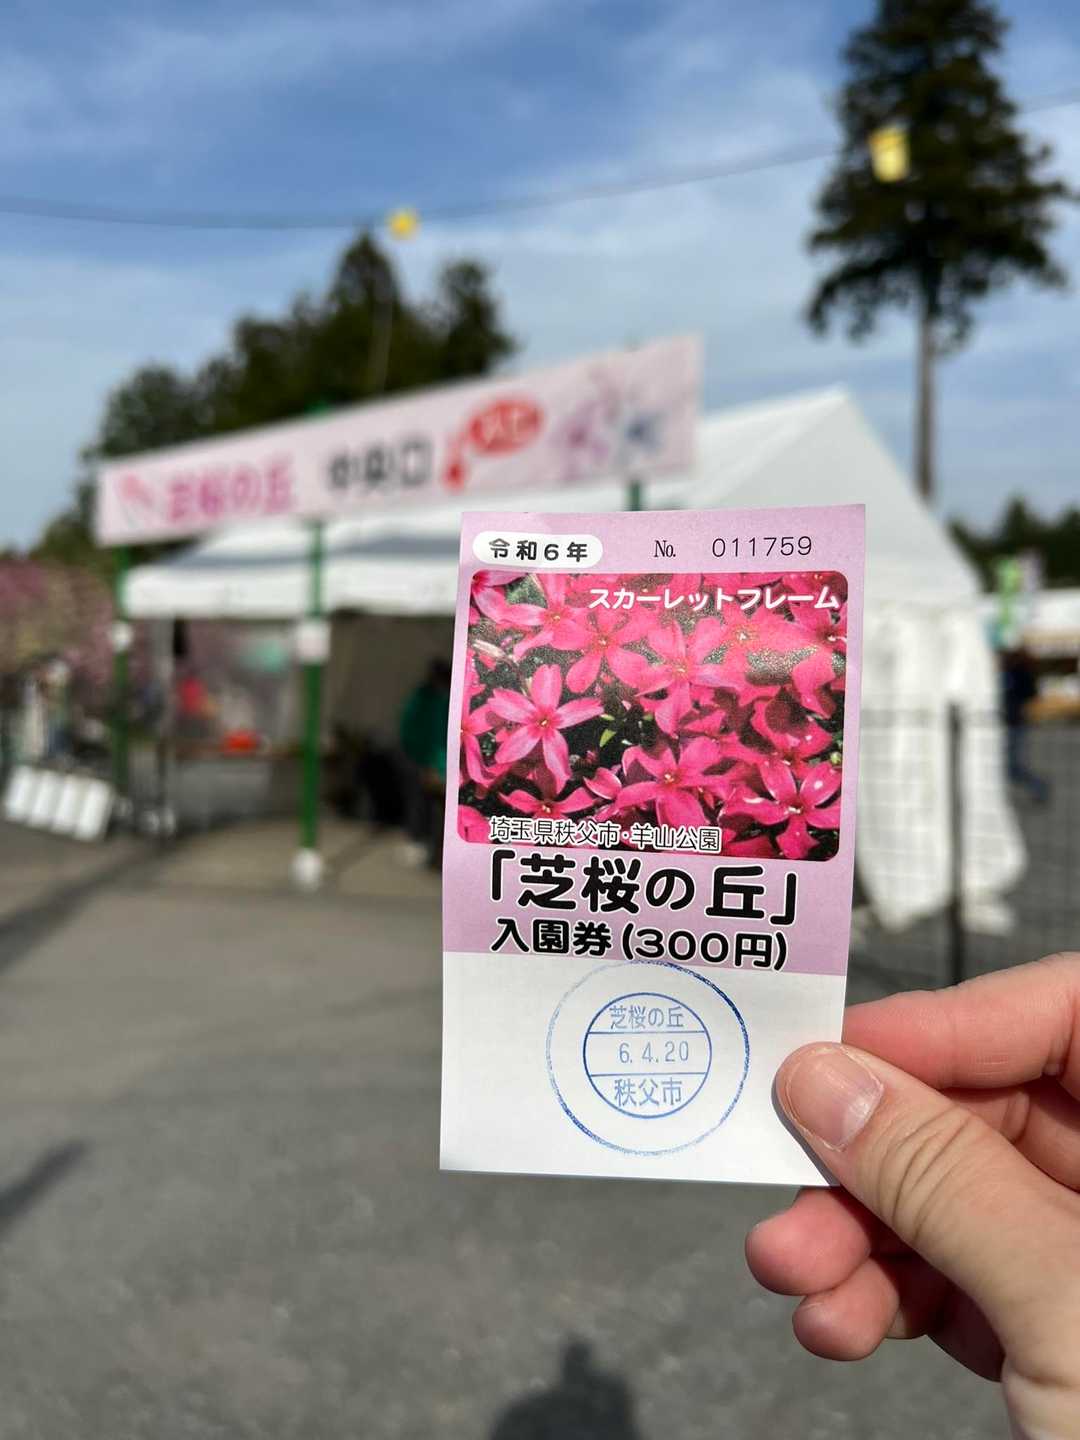 芝桜の丘 中央口
令和6年 № 011759
スカーレットフレーム
埼玉県秩父市・羊山公園
「芝桜の丘」
入園券(300円)
芝桜の丘
6.4.20
秩父市